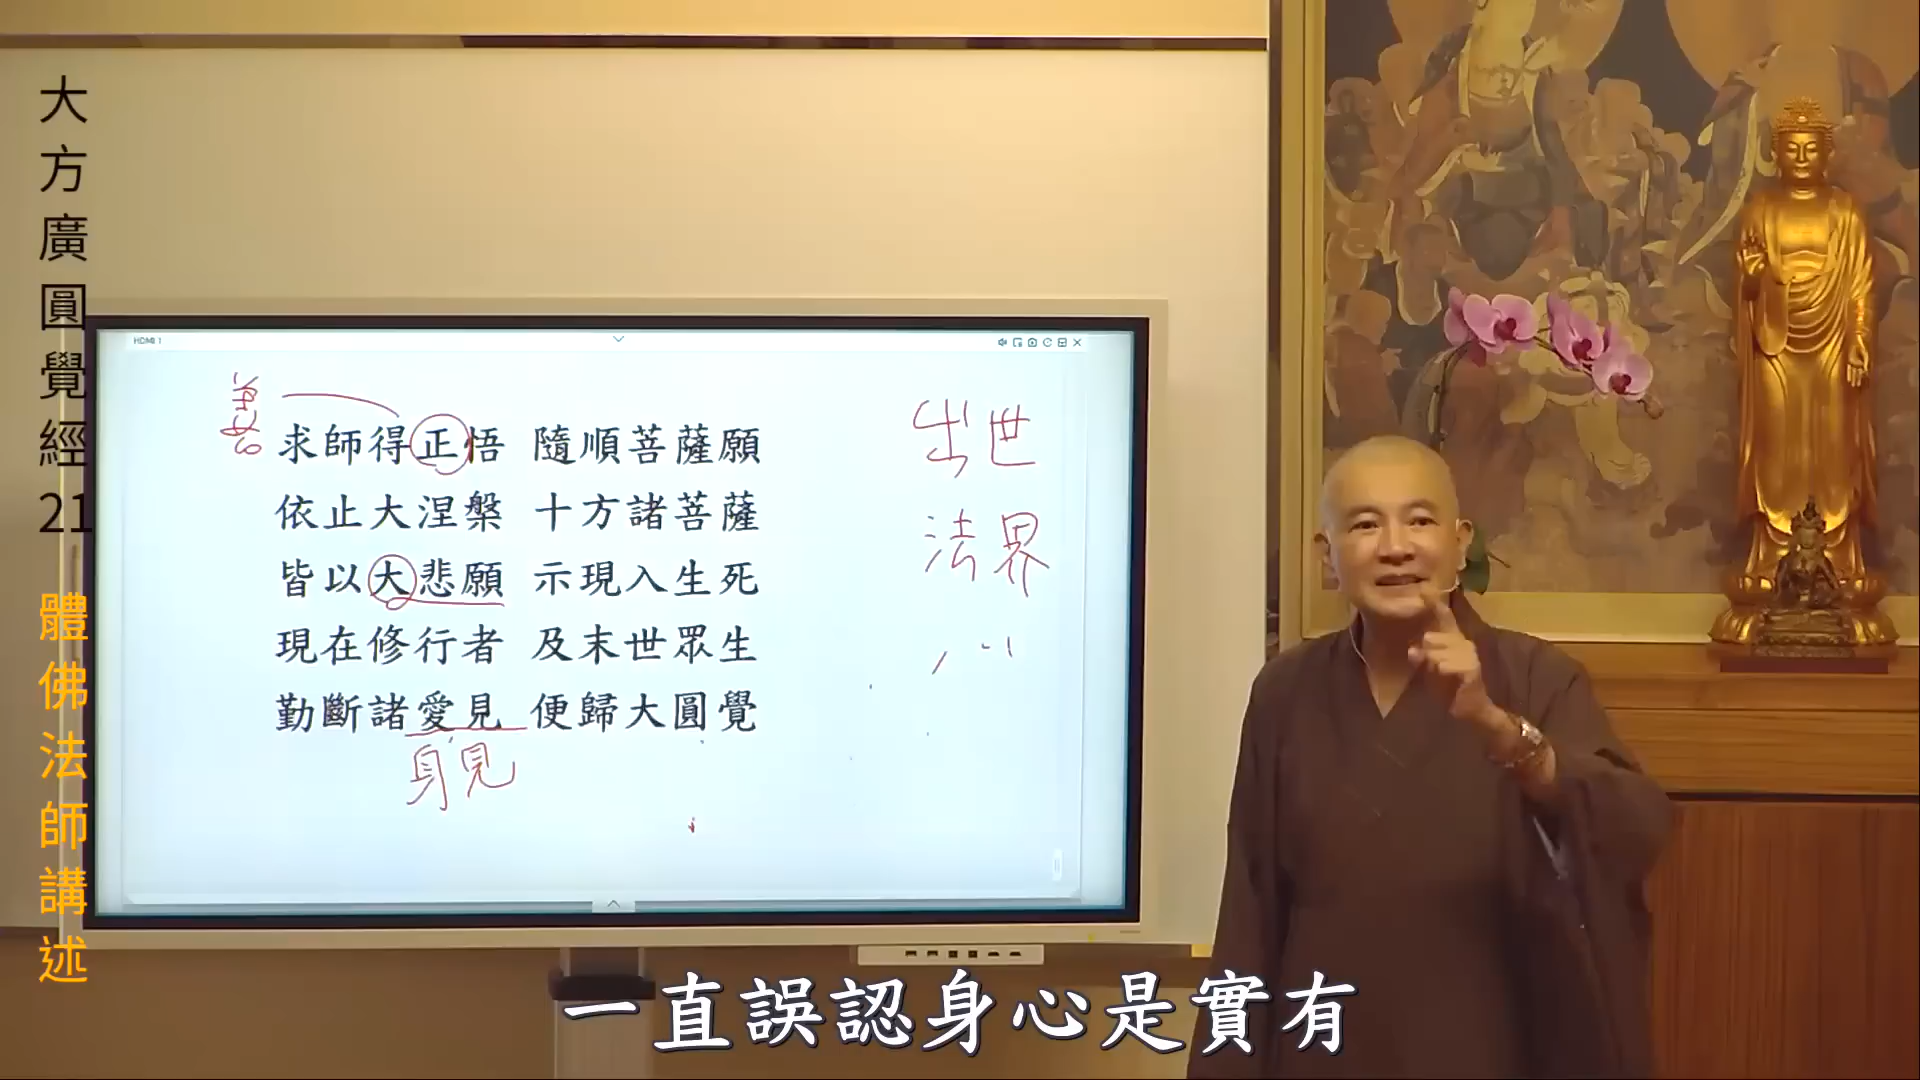 大方廣圓覺經21 體佛法師講述
HDMI 1
求師得正悟 隨順菩薩願
依止大涅槃 十方諸菩薩
皆以大悲願 示現入生死
現在修行者 及末世眾生
勤斷諸愛見 便歸大圓覺
身見
出世
法界
一直誤認身心是實有